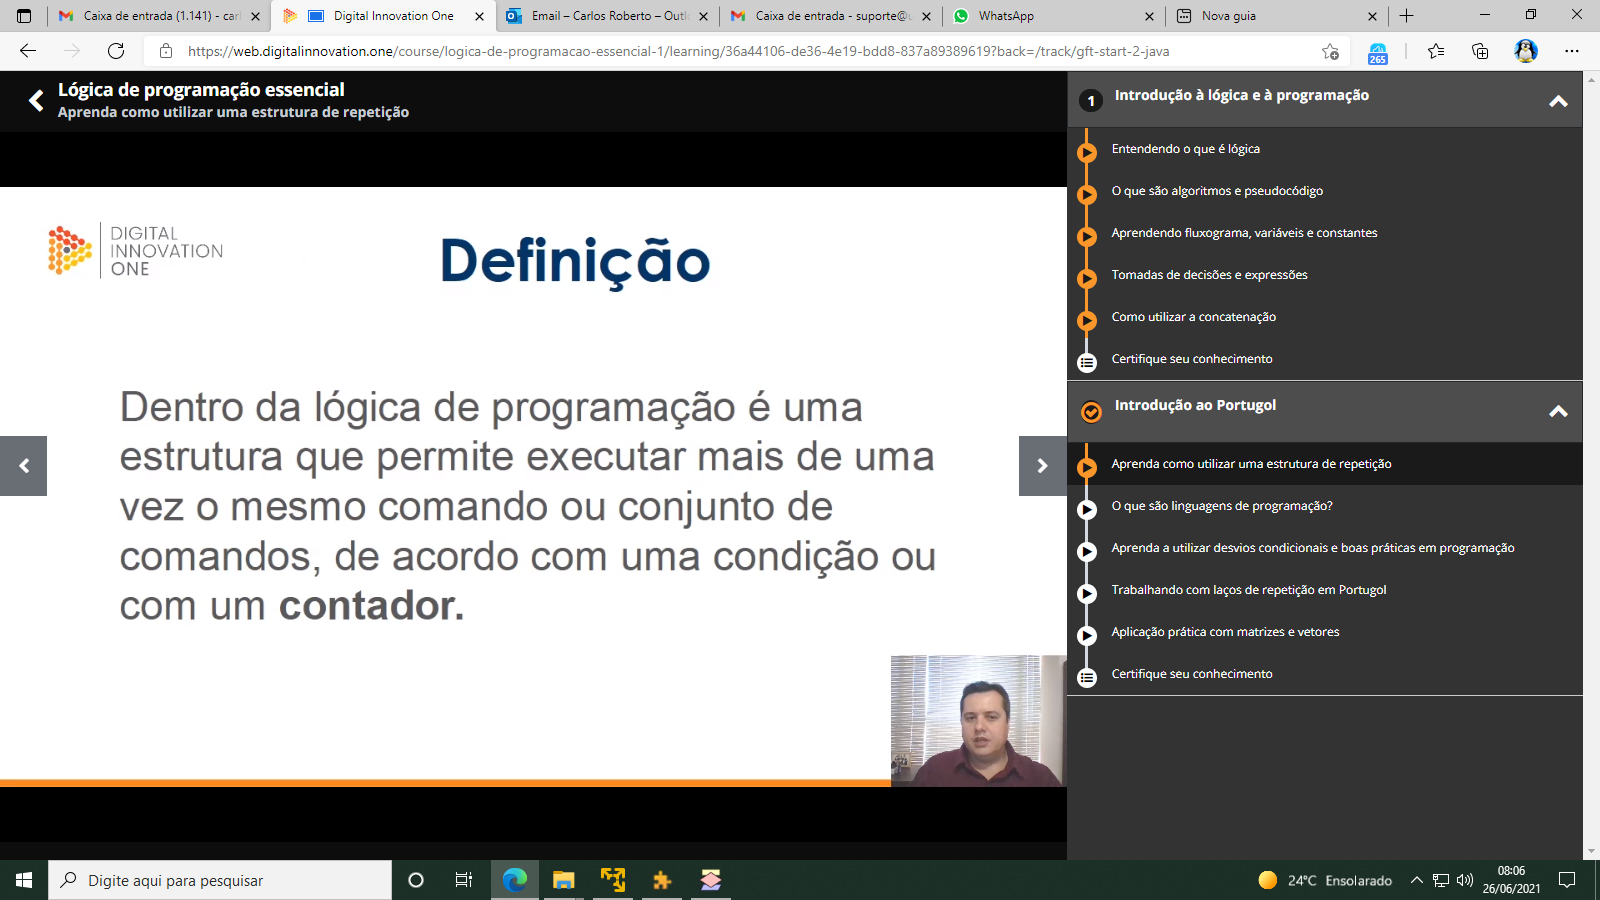 Caixa de entrada (1.141) - carl
Digital Innovation One
Email – Carlos Roberto – Outlo
Caixa de entrada - suporte@u
WhatsApp
Nova guia
https://web.digitalinnovation.one/course/logica-de-programacao-essencial-1/learning/36a44106-de36-4e19-bdd8-837a89389619?back=/track/gft-start-2-java
265
Lógica de programação essencial
Aprenda como utilizar uma estrutura de repetição
DIGITAL
INNOVATION
ONE
Definição
Dentro da lógica de programação é uma
estrutura que permite executar mais de uma
vez o mesmo comando ou conjunto de
comandos, de acordo com uma condição ou
com um contador.
1 Introdução à lógica e à programação
Entendendo o que é lógica
O que são algoritmos e pseudocódigo
Aprendendo fluxograma, variáveis e constantes
Tomadas de decisões e expressões
Como utilizar a concatenação
Certifique seu conhecimento
Introdução ao Portugol
Aprenda como utilizar uma estrutura de repetição
O que são linguagens de programação?
Aprenda a utilizar desvios condicionais e boas práticas em programação
Trabalhando com laços de repetição em Portugol
Aplicação prática com matrizes e vetores
Certifique seu conhecimento
Digite aqui para pesquisar
24°C Ensolarado
08:06
26/06/2021